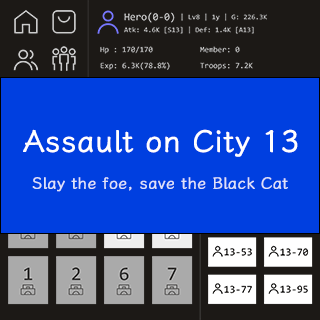 Hero(0-0) | Lv8 | 1y | G: 226.3K
Atk: 4.6K [S13] | Def: 1.4K [A13]
Hp : 170/170 Member: 0
Exp: 6.3K(78.8%) Troops: 7.2K
Assault on City 13
Slay the foe, save the Black Cat
13-53 13-70
1 2 6 7
13-77 13-95